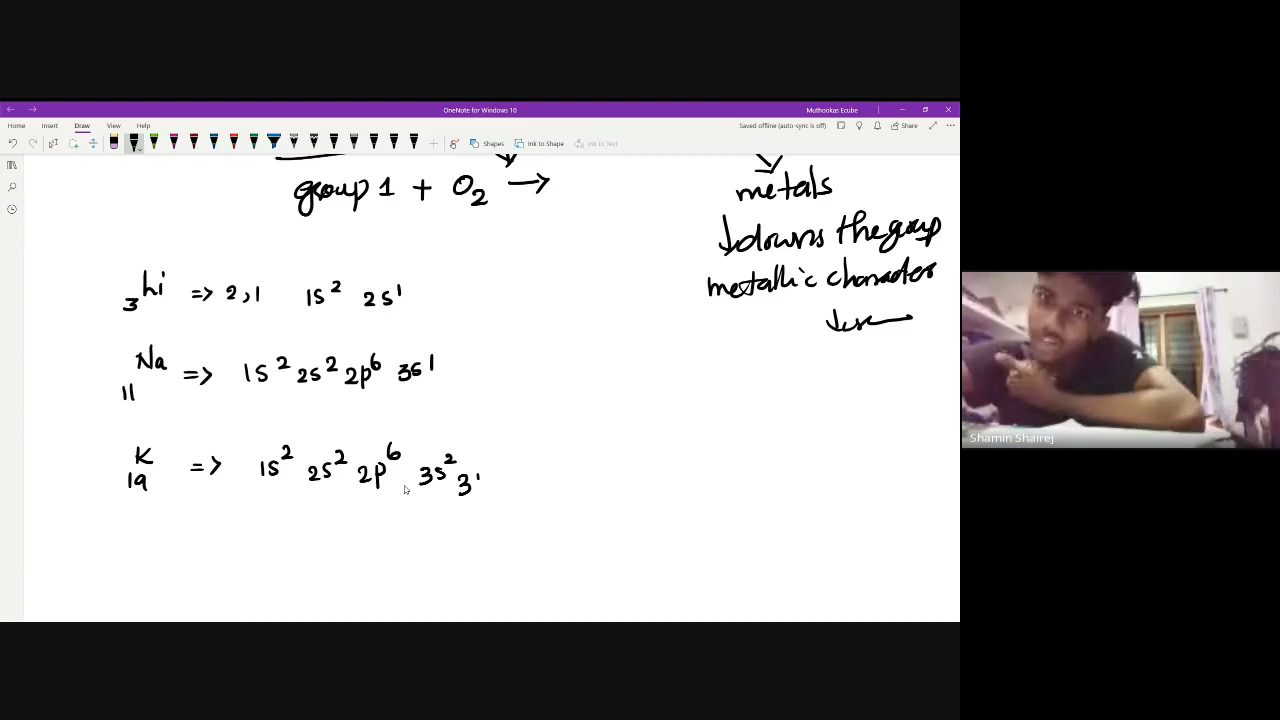 OneNote for Windows 10
Muthookas Ecube
Home Insert Draw View Help
Saved offline (auto-sync is off)
Share
Shapes Ink to Shape Ink to Text
group 1 + O₂ →
metals
↓downs the group
metallic character
3Li => 2,1 1s² 2s¹
11Na => 1s² 2s² 2p⁶ 3s¹
19K => 1s² 2s² 2p⁶ 3s² 3
Shamin Shairej